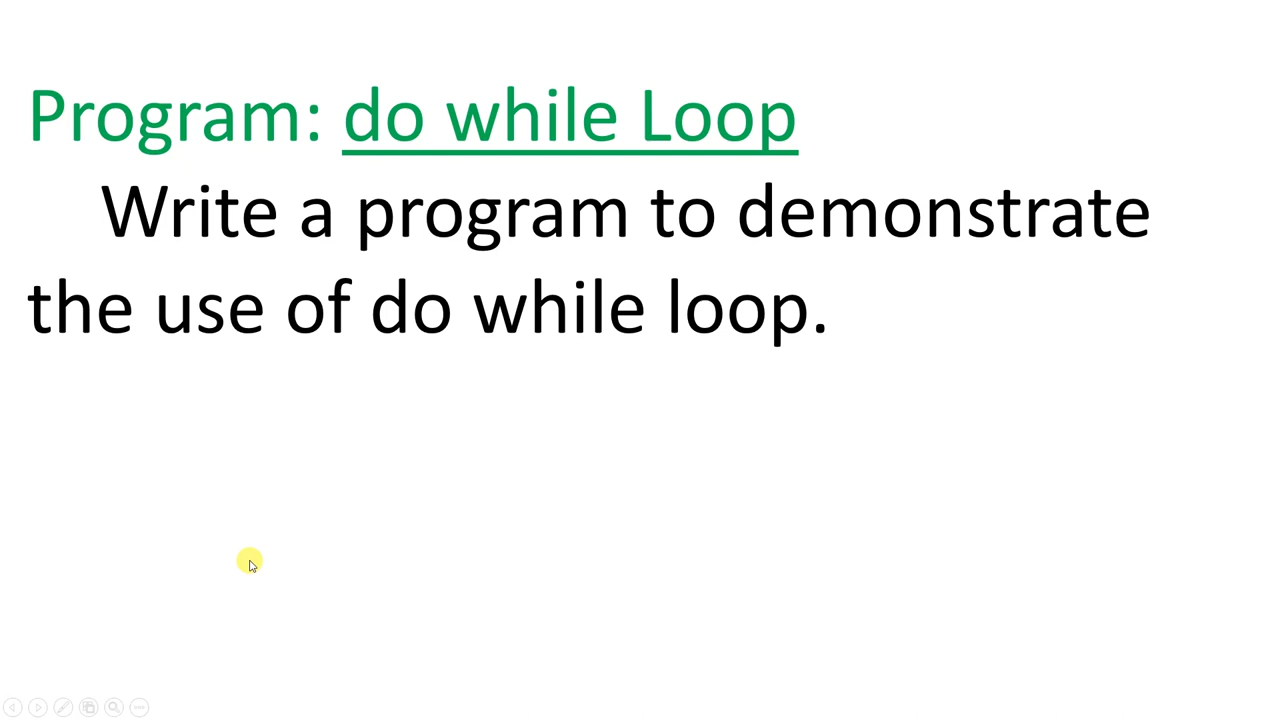 Program: do while Loop
Write a program to demonstrate
the use of do while loop.